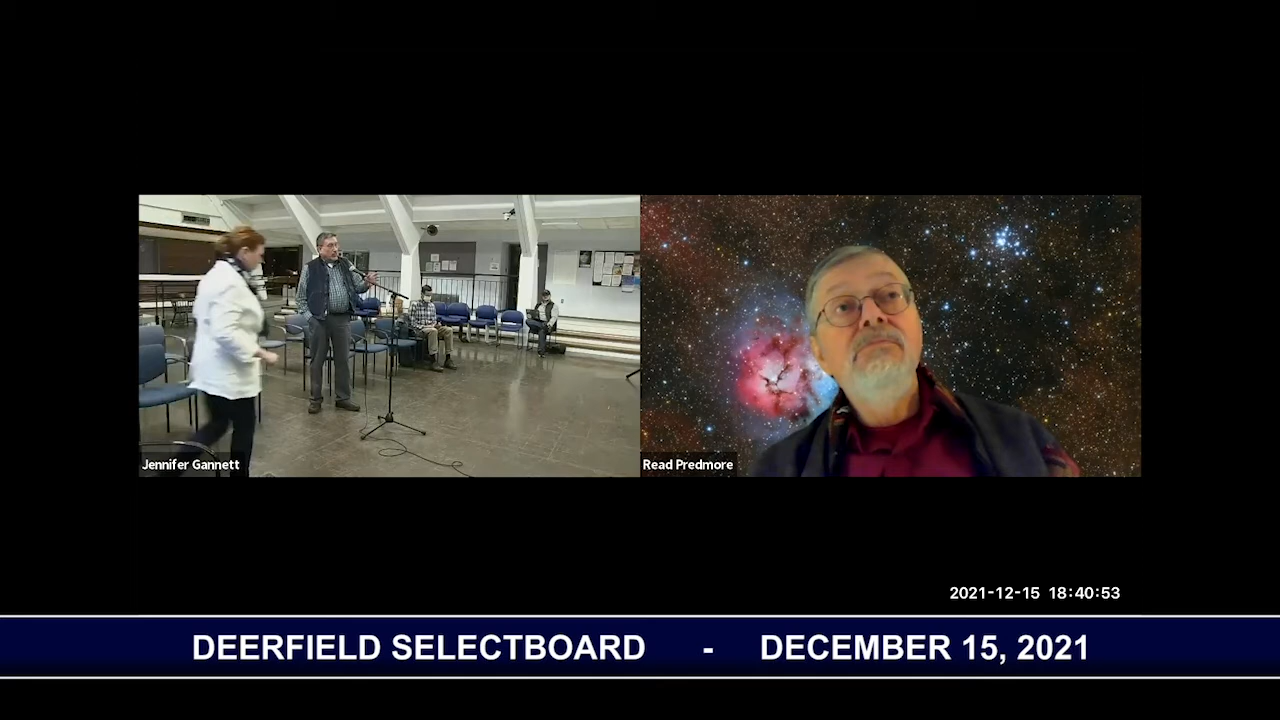 Jennifer Gannett
Read Predmore
2021-12-15 18:40:53
DEERFIELD SELECTBOARD - DECEMBER 15, 2021